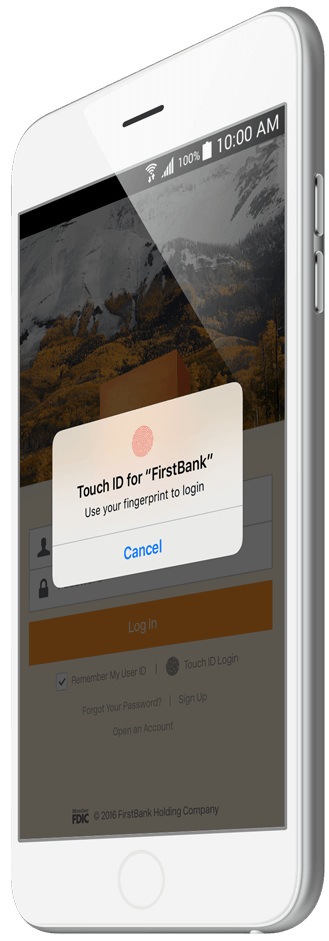 100% 10:00 AM
Touch ID for “FirstBank”
Use your fingerprint to login
Cancel
Log In
Remember My User ID | Touch ID Login
Forgot Your Password? | Sign Up
Open an Account
Member
FDIC © 2016 FirstBank Holding Company